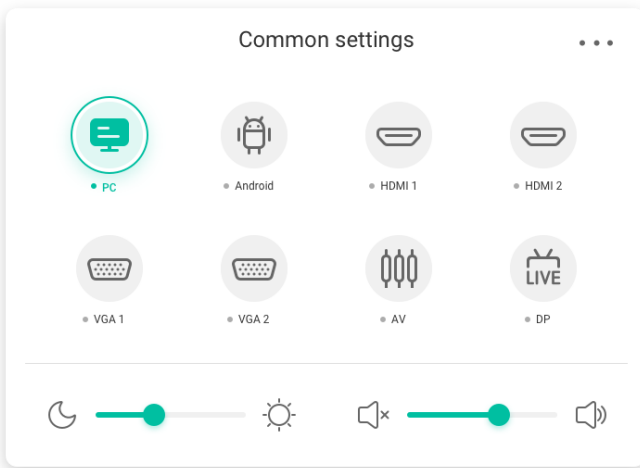 Common settings
PC
Android
HDMI 1
HDMI 2
VGA 1
VGA 2
AV
LIVE
DP